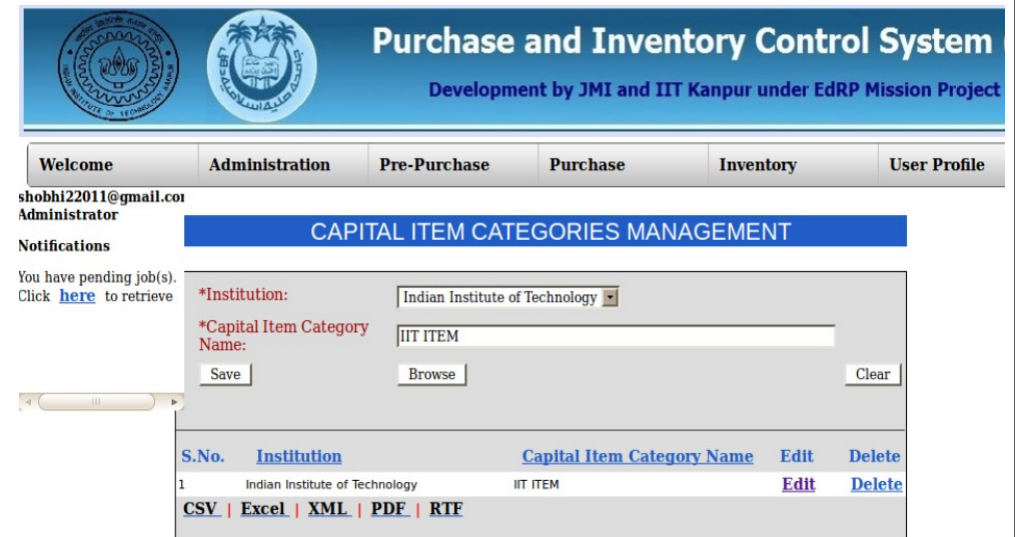 Purchase and Inventory Control System
Development by JMI and IIT Kanpur under EdRP Mission Project
Welcome Administration Pre-Purchase Purchase Inventory User Profile
shobhi22011@gmail.co
Administrator
CAPITAL ITEM CATEGORIES MANAGEMENT
Notifications
You have pending job(s).
Click here to retrieve
*Institution: Indian Institute of Technology
*Capital Item Category
Name: IIT ITEM
Save Browse Clear
S.No. Institution Capital Item Category Name Edit Delete
1 Indian Institute of Technology IIT ITEM Edit Delete
CSV | Excel | XML | PDF | RTF